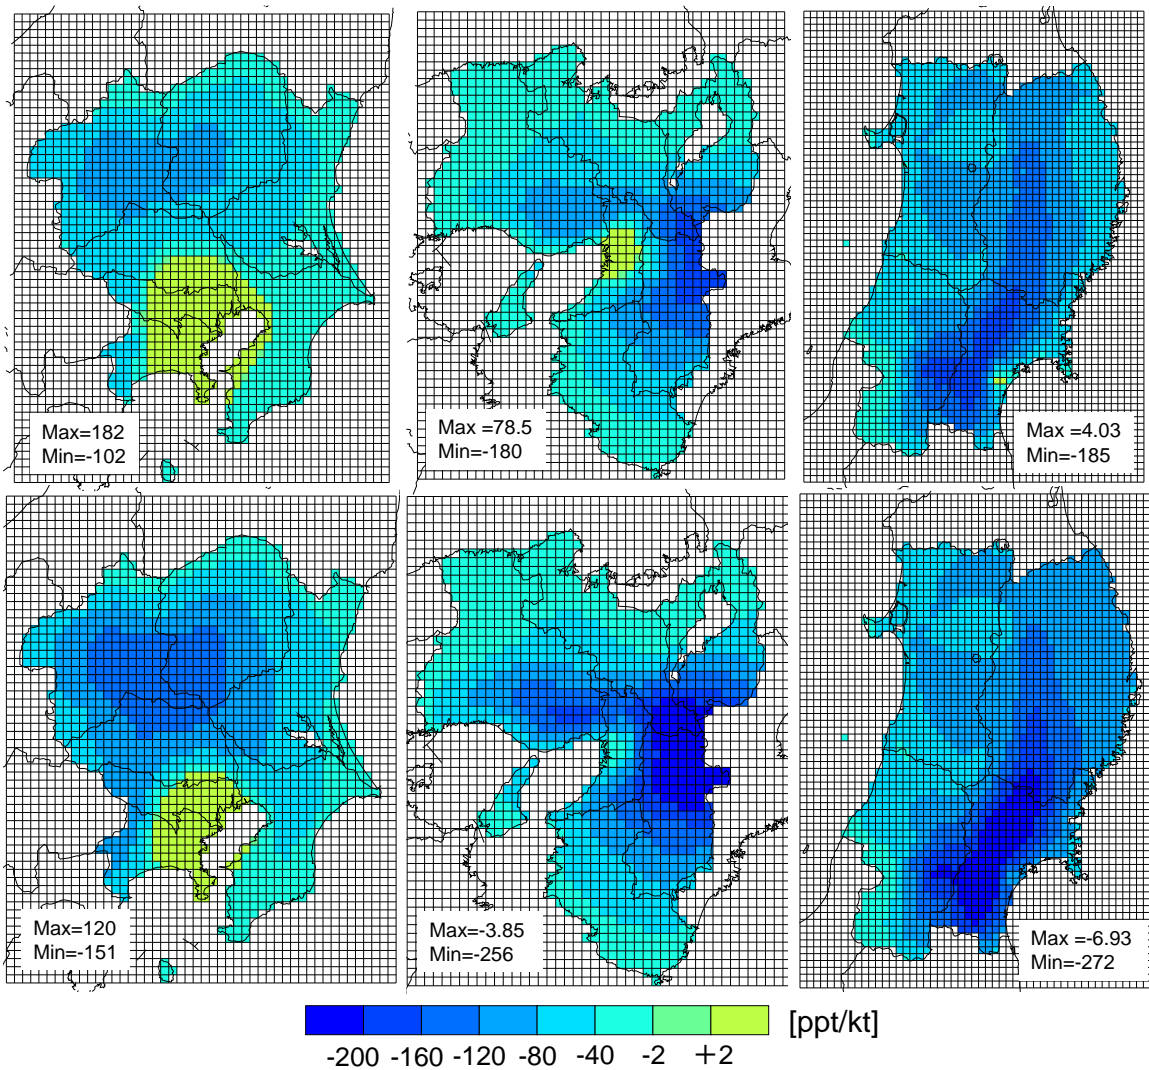 Max=182
Min=-102
Max =78.5
Min=-180
Max =4.03
Min=-185
Max=120
Min=-151
Max=-3.85
Min=-256
Max =-6.93
Min=-272
[ppt/kt]
-200 -160 -120 -80 -40 -2 +2